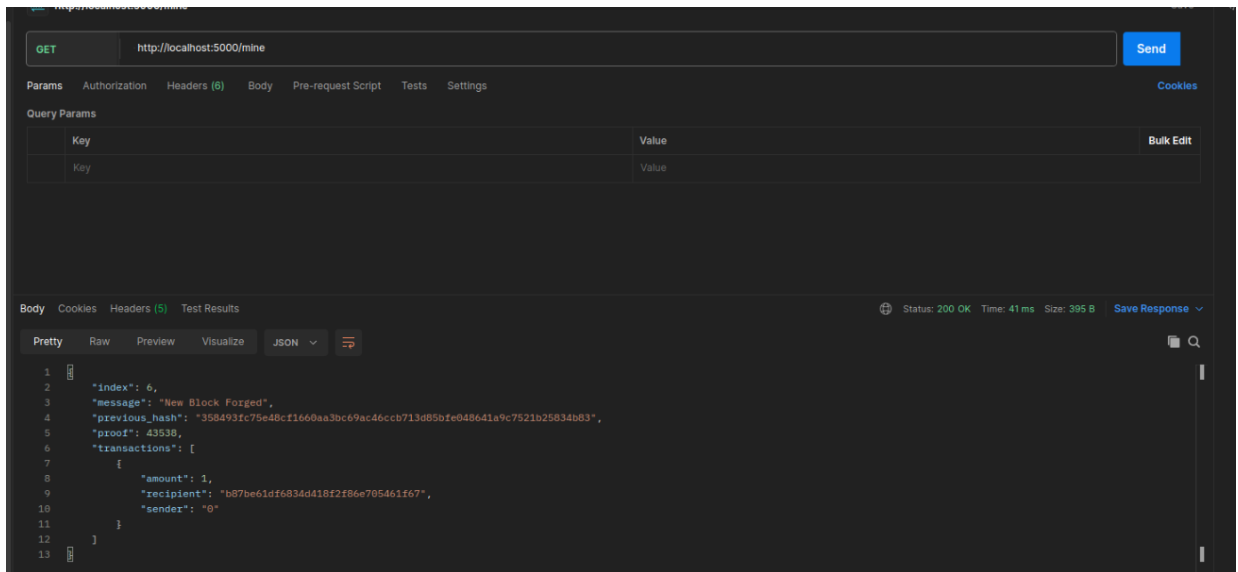 http://localhost:5000/mine
GET http://localhost:5000/mine Send
Params Authorization Headers (6) Body Pre-request Script Tests Settings Cookies
Query Params
Key Value Bulk Edit
Key Value
Body Cookies Headers (5) Test Results Status: 200 OK Time: 41 ms Size: 395 B Save Response
Pretty Raw Preview Visualize JSON
1 {
2 "index": 6,
3 "message": "New Block Forged",
4 "previous_hash": "358493fc75e48cf1660aa3bc69ac46ccb713d85bfe048641a9c7521b25834b83",
5 "proof": 43538,
6 "transactions": [
7 {
8 "amount": 1,
9 "recipient": "b87be61df6834d418f2f86e705461f67",
10 "sender": "0"
11 }
12 ]
13 }